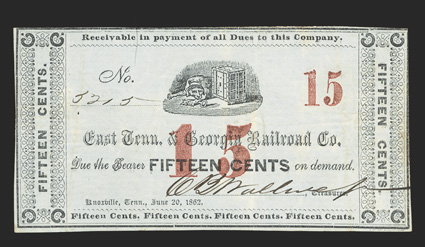 Receivable in payment of all Dues to this Company.
FIFTEEN CENTS.
No.
5215
15
FIFTEEN CENTS.
East Tenn. & Georgia Railroad Co.
15
Due the Bearer FIFTEEN CENTS on demand.
Treasurer.
Knoxville, Tenn., June 20, 1862.
Fifteen Cents. Fifteen Cents. Fifteen Cents. Fifteen Cents.